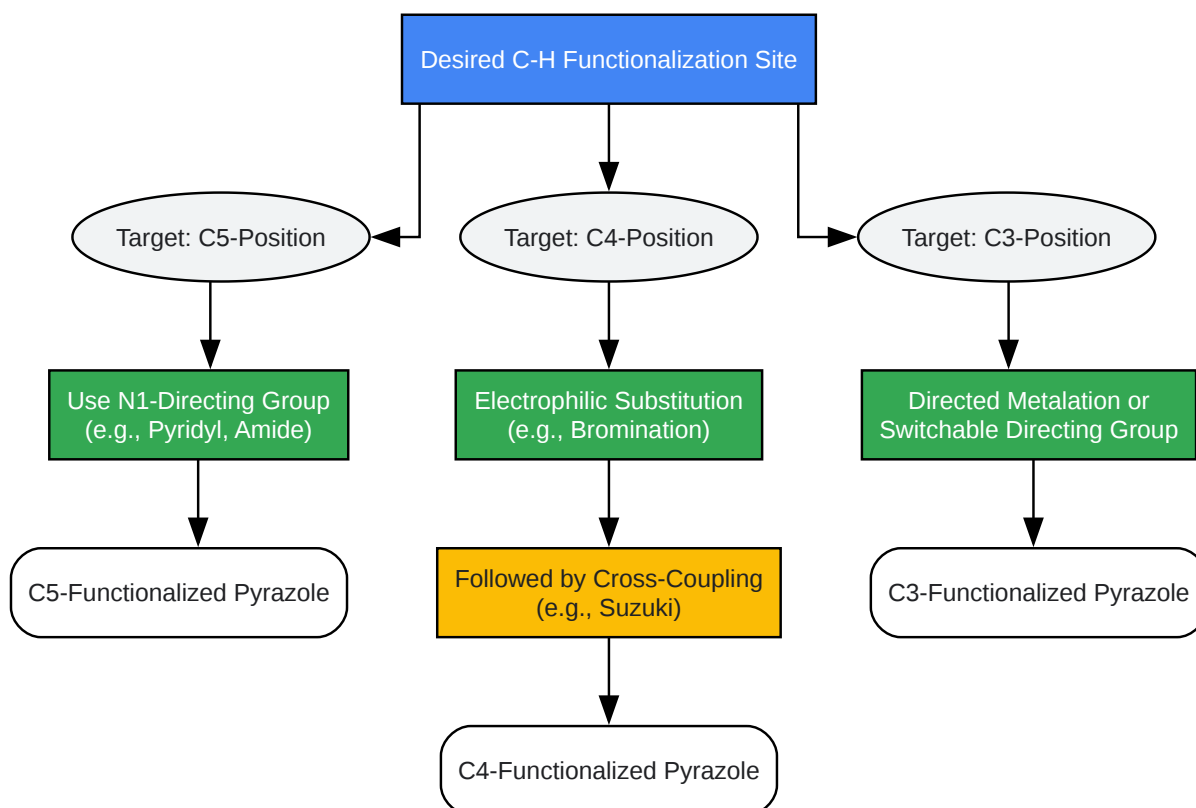 Desired C-H Functionalization Site
Target: C5-Position
Target: C4-Position
Target: C3-Position
Use N1-Directing Group
(e.g., Pyridyl, Amide)
Electrophilic Substitution
(e.g., Bromination)
Directed Metalation or
Switchable Directing Group
C5-Functionalized Pyrazole
Followed by Cross-Coupling
(e.g., Suzuki)
C3-Functionalized Pyrazole
C4-Functionalized Pyrazole